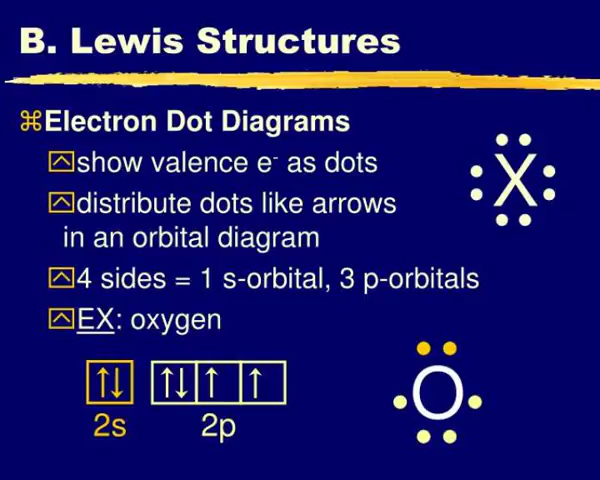 B. Lewis Structures
Electron Dot Diagrams
show valence e⁻ as dots
X
distribute dots like arrows
in an orbital diagram
4 sides = 1 s-orbital, 3 p-orbitals
EX: oxygen
↑↓ ↑↓ ↑ ↑
O
2s 2p